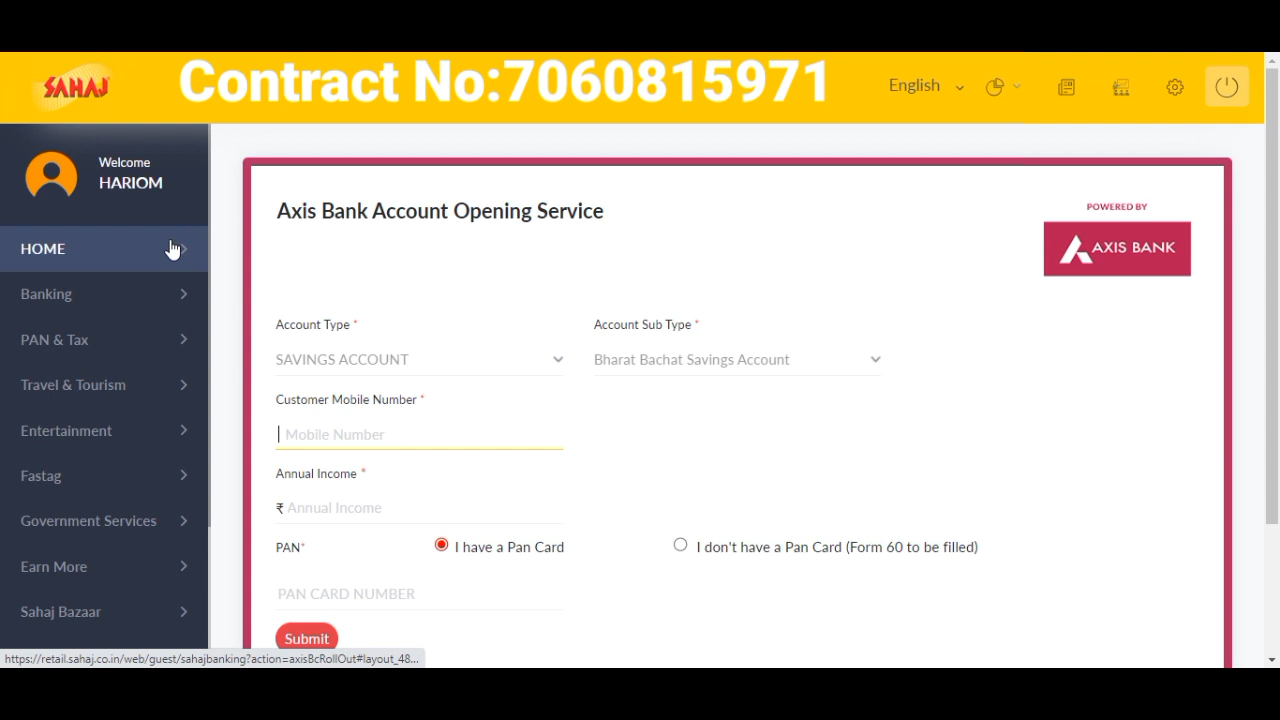 SAHAJ
Contract No:7060815971
English
Welcome
HARIOM
HOME
Banking
PAN & Tax
Travel & Tourism
Entertainment
Fastag
Government Services
Earn More
Sahaj Bazaar
Axis Bank Account Opening Service
POWERED BY
AXIS BANK
Account Type *
Account Sub Type *
SAVINGS ACCOUNT
Bharat Bachat Savings Account
Customer Mobile Number *
Mobile Number
Annual Income *
₹ Annual Income
PAN*
I have a Pan Card
I don't have a Pan Card (Form 60 to be filled)
PAN CARD NUMBER
Submit
https://retail.sahaj.co.in/web/guest/sahajbanking?action=axisBcRollOut#layout_48...